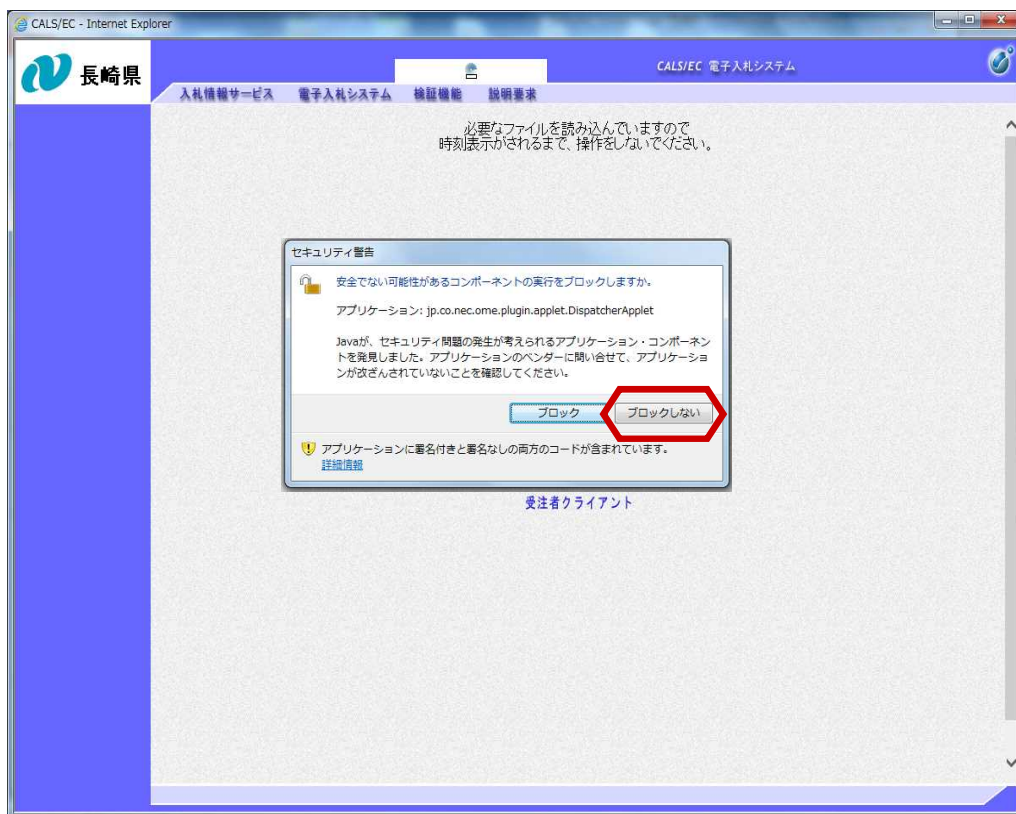 CALS/EC - Internet Explorer
長崎県
CALS/EC 電子入札システム
入札情報サービス 電子入札システム 検証機能 説明要求
必要なファイルを読み込んでいますので
時刻表示がされるまで、操作をしないでください。
セキュリティ警告
安全でない可能性があるコンポーネントの実行をブロックしますか。
アプリケーション: jp.co.nec.ome.plugin.applet.DispatcherApplet
Javaが、セキュリティ問題の発生が考えられるアプリケーション・コンポーネン
トを発見しました。アプリケーションのベンダーに問い合せて、アプリケーショ
ンが改ざんされていないことを確認してください。
ブロック ブロックしない
アプリケーションに署名付きと署名なしの両方のコードが含まれています。
詳細情報
受注者クライアント